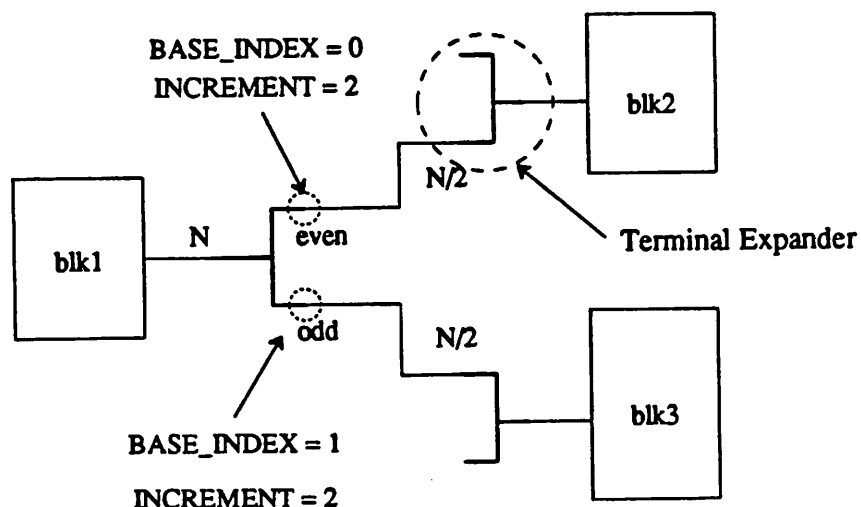 BASE_INDEX = 0
INCREMENT = 2
blk2
N/2
N
even
Terminal Expander
blk1
odd
N/2
blk3
BASE_INDEX = 1
INCREMENT = 2